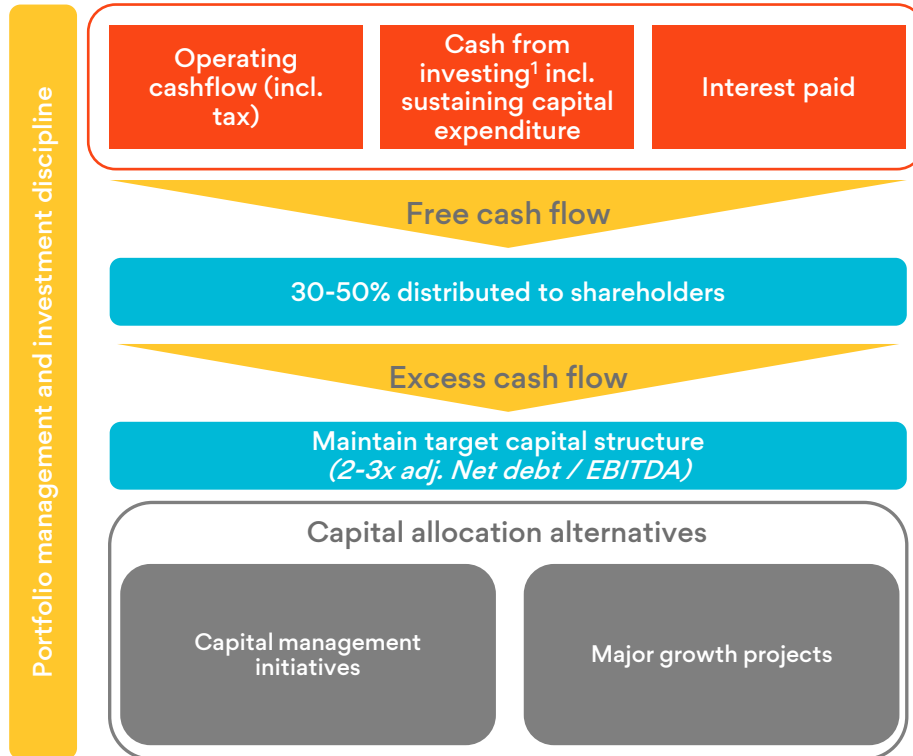 Portfolio management and investment discipline
Operating
cashflow (incl.
tax)
Cash from
investing¹ incl.
sustaining capital
expenditure
Interest paid
Free cash flow
30-50% distributed to shareholders
Excess cash flow
Maintain target capital structure
(2-3x adj. Net debt / EBITDA)
Capital allocation alternatives
Capital management
initiatives
Major growth projects